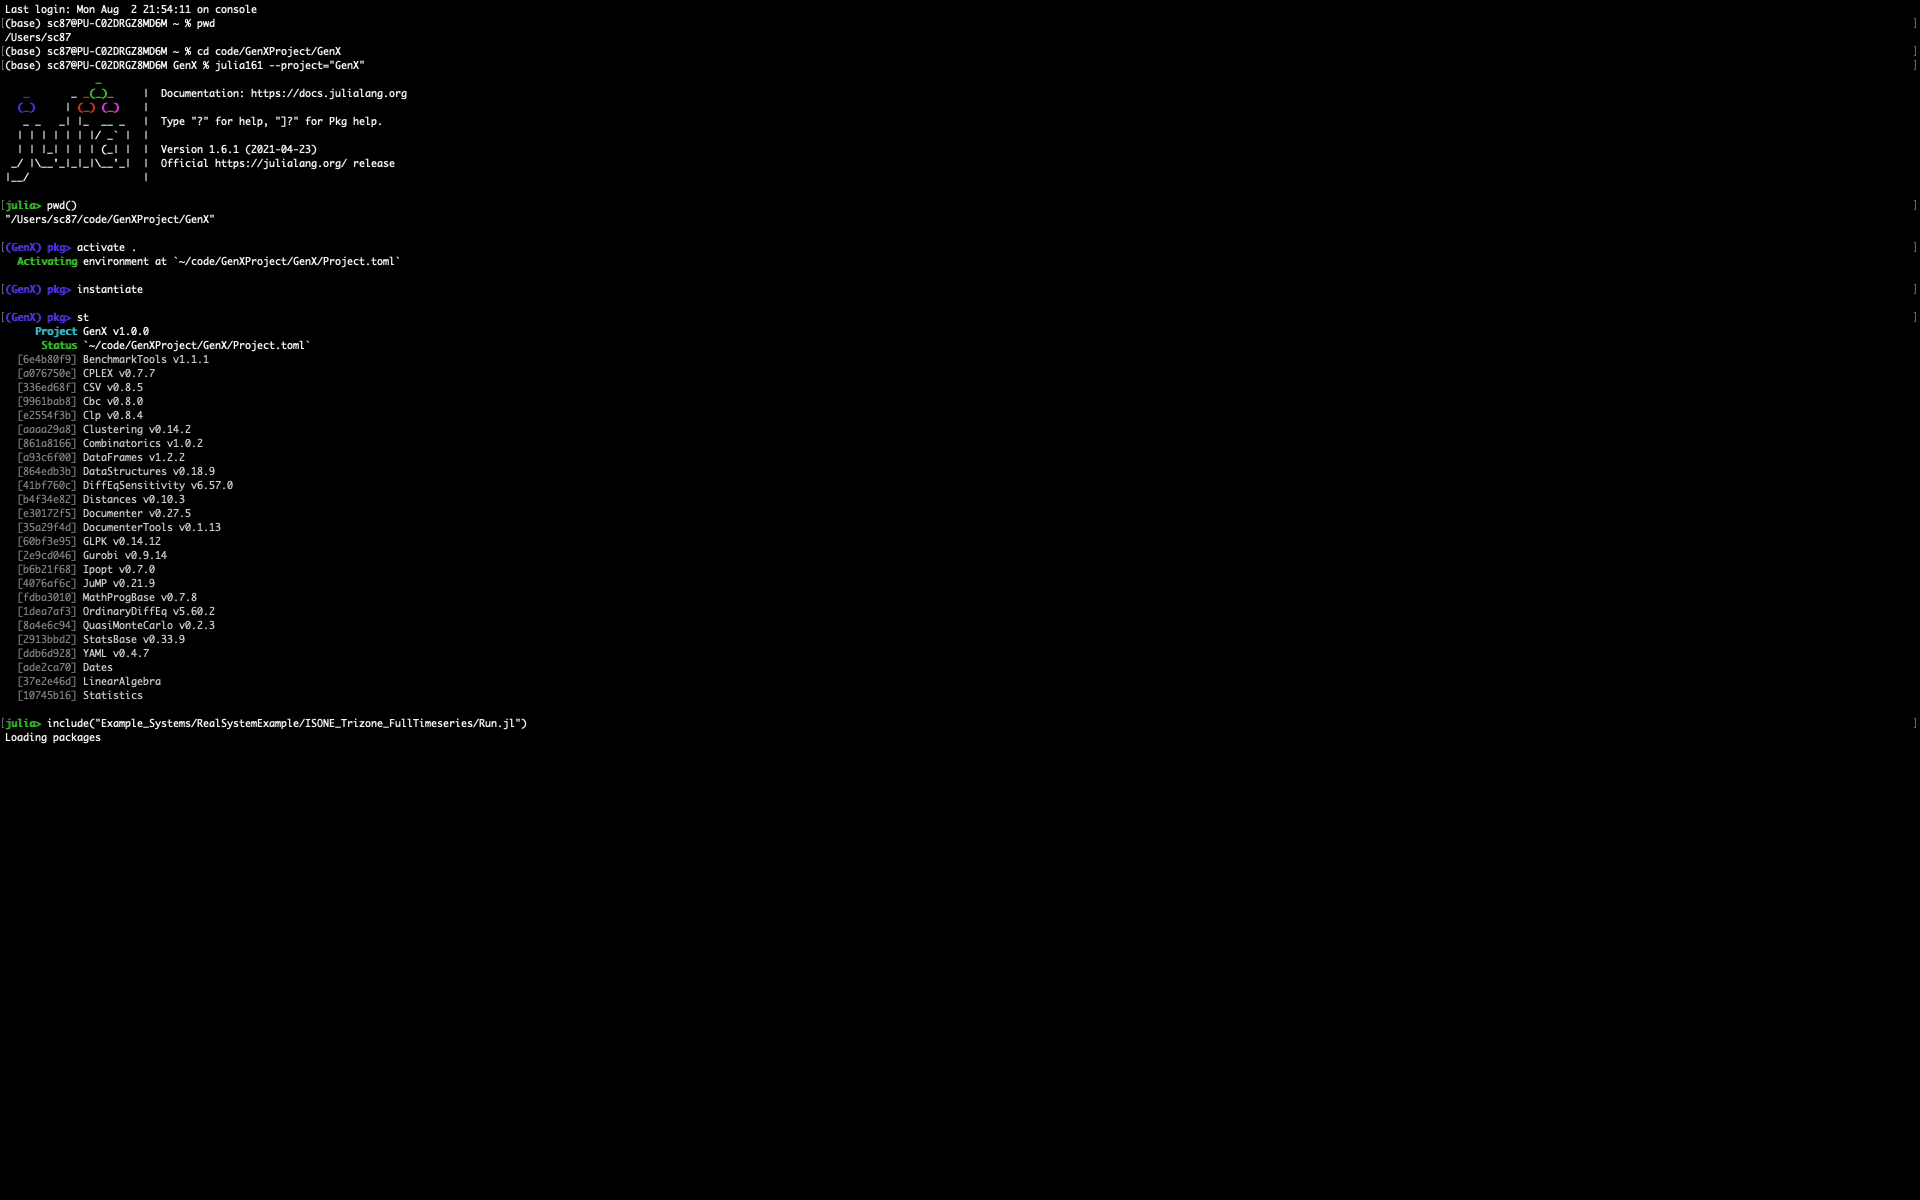 Last login: Mon Aug  2 21:54:11 on console
(base) sc87@PU-C02DRGZ8MD6M ~ % pwd
/Users/sc87
(base) sc87@PU-C02DRGZ8MD6M ~ % cd code/GenXProject/GenX
(base) sc87@PU-C02DRGZ8MD6M GenX % julia161 --project="GenX"
               _
   _       _ _(_)_     |  Documentation: https://docs.julialang.org
  (_)     | (_) (_)    |
   _ _   _| |_  __ _   |  Type "?" for help, "]?" for Pkg help.
  | | | | | | |/ _` |  |
  | | |_| | | | (_| |  |  Version 1.6.1 (2021-04-23)
 _/ |\__'_|_|_|\__'_|  |  Official https://julialang.org/ release
|__/                   |
julia> pwd()
"/Users/sc87/code/GenXProject/GenX"
(GenX) pkg> activate .
  Activating environment at `~/code/GenXProject/GenX/Project.toml`
(GenX) pkg> instantiate
(GenX) pkg> st
     Project GenX v1.0.0
      Status `~/code/GenXProject/GenX/Project.toml`
  [6e4b80f9] BenchmarkTools v1.1.1
  [a076750e] CPLEX v0.7.7
  [336ed68f] CSV v0.8.5
  [9961bab8] Cbc v0.8.0
  [e2554f3b] Clp v0.8.4
  [aaaa29a8] Clustering v0.14.2
  [861a8166] Combinatorics v1.0.2
  [a93c6f00] DataFrames v1.2.2
  [864edb3b] DataStructures v0.18.9
  [41bf760c] DiffEqSensitivity v6.57.0
  [b4f34e82] Distances v0.10.3
  [e30172f5] Documenter v0.27.5
  [35a29f4d] DocumenterTools v0.1.13
  [60bf3e95] GLPK v0.14.12
  [2e9cd046] Gurobi v0.9.14
  [b6b21f68] Ipopt v0.7.0
  [4076af6c] JuMP v0.21.9
  [fdba3010] MathProgBase v0.7.8
  [1dea7af3] OrdinaryDiffEq v5.60.2
  [8a4e6c94] QuasiMonteCarlo v0.2.3
  [2913bbd2] StatsBase v0.33.9
  [ddb6d928] YAML v0.4.7
  [ade2ca70] Dates
  [37e2e46d] LinearAlgebra
  [10745b16] Statistics
julia> include("Example_Systems/RealSystemExample/ISONE_Trizone_FullTimeseries/Run.jl")
Loading packages